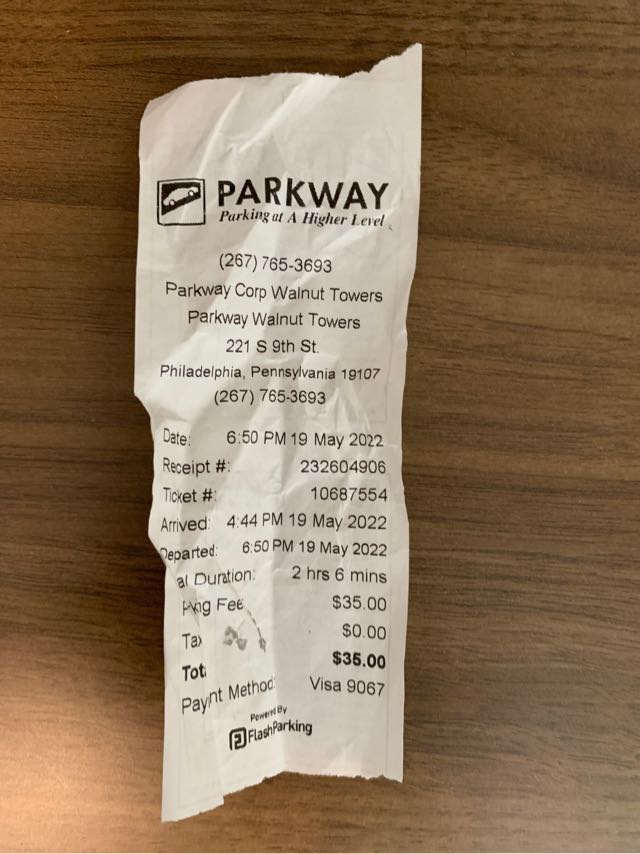 PARKWAY
Parking at A Higher Level
(267) 765-3693
Parkway Corp Walnut Towers
Parkway Walnut Towers
221 S 9th St.
Philadelphia, Pennsylvania 19107
(267) 765-3693
Date: 6:50 PM 19 May 2022
Receipt #: 232604906
Ticket #: 10687554
Arrived: 4:44 PM 19 May 2022
Departed: 6:50 PM 19 May 2022
Duration: 2 hrs 6 mins
Fee $35.00
Tax $0.00
$35.00
Method: Visa 9067
Powered By
FlashParking